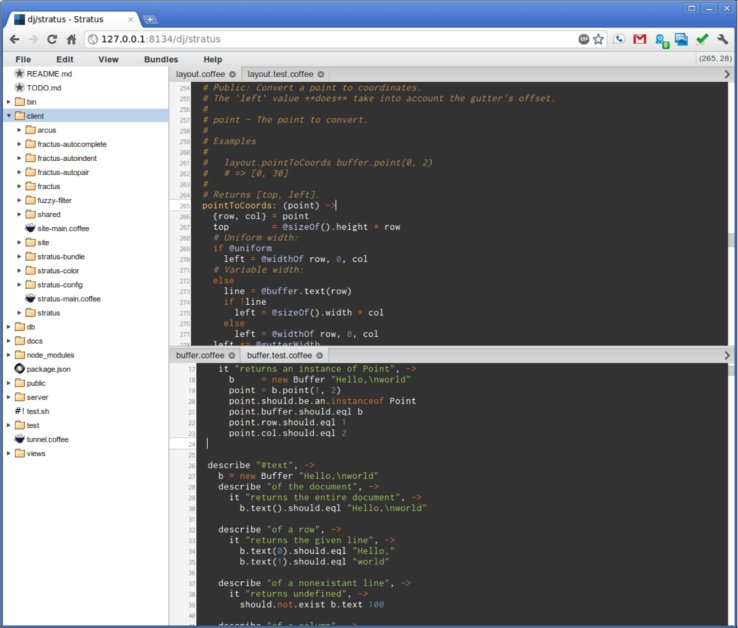 dj/stratus - Stratus
127.0.0.1:8134/dj/stratus
File Edit View Bundles Help (265, 28)
README.md
TODO.md
bin
client
arcus
fractus-autocomplete
fractus-autoindent
fractus-autopair
fractus
fuzzy-filter
shared
site-main.coffee
site
stratus-bundle
stratus-color
stratus-config
stratus-main.coffee
stratus
db
docs
node_modules
package.json
public
server
test.sh
test
tunnel.coffee
views
layout.coffee layout.test.coffee
254 # Public: Convert a point to coordinates.
255 # The 'left' value **does** take into account the gutter's offset.
256 #
257 # point - The point to convert.
258 #
259 # Examples
260 #
261 #   layout.pointToCoords buffer.point(0, 2)
262 #   # => [0, 30]
263 #
264 # Returns [top, left].
265 pointToCoords: (point) ->
266   {row, col} = point
267   top        = @sizeOf().height * row
268   # Uniform width:
269   if @uniform
270     left = @widthOf row, 0, col
271   # Variable width:
272   else
273     line = @buffer.text(row)
274     if !line
275       left = @sizeOf().width * col
276     else
277       left = @widthOf row, 0, col
left += @gutterWidth
buffer.coffee buffer.test.coffee
17   it "returns an instance of Point", ->
18     b     = new Buffer "Hello,\nworld"
19     point = b.point(1, 2)
20     point.should.be.an.instanceof Point
21     point.buffer.should.eql b
22     point.row.should.eql 1
23     point.col.should.eql 2
24
25
26 describe "#text", ->
27   b = new Buffer "Hello,\nworld"
28   describe "of the document", ->
29     it "returns the entire document", ->
30       b.text().should.eql "Hello,\nworld"
31
32   describe "of a row", ->
33     it "returns the given line", ->
34       b.text(0).should.eql "Hello,"
35       b.text(1).should.eql "world"
36
37   describe "of a nonexistant line", ->
38     it "returns undefined", ->
39       should.not.exist b.text 100
40
describe "of a column", ->